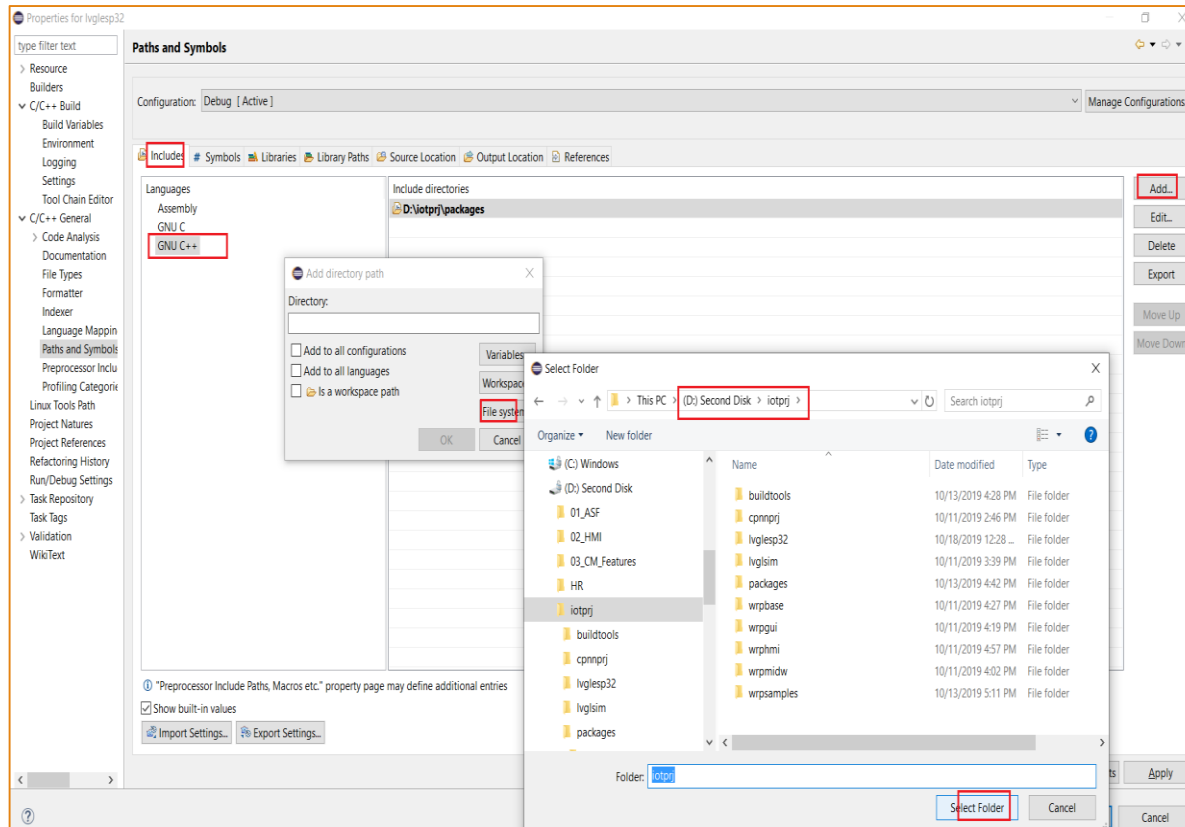 Properties for lvglesp32
type filter text
Paths and Symbols
Resource
Builders
C/C++ Build
Build Variables
Environment
Logging
Settings
Tool Chain Editor
C/C++ General
Code Analysis
Documentation
File Types
Formatter
Indexer
Language Mappin
Paths and Symbols
Preprocessor Inclu
Profiling Categorie
Linux Tools Path
Project Natures
Project References
Refactoring History
Run/Debug Settings
Task Repository
Task Tags
Validation
WikiText
Configuration: Debug [ Active ]
Manage Configurations
Includes # Symbols Libraries Library Paths Source Location Output Location References
Languages
Assembly
GNU C
GNU C++
Include directories
D:\iotprj\packages
Add...
Edit...
Delete
Export
Move Up
Move Down
Add directory path
Directory:
Add to all configurations
Add to all languages
Is a workspace path
Variables
Workspac
File system
OK Cancel
Select Folder
This PC > (D:) Second Disk > iotprj >
Search iotprj
Organize New folder
(C:) Windows
(D:) Second Disk
01_ASF
02_HMI
03_CM_Features
HR
iotprj
buildtools
cpnnprj
lvglesp32
lvglsim
packages
Name Date modified Type
buildtools 10/13/2019 4:28 PM File folder
cpnnprj 10/11/2019 2:46 PM File folder
lvglesp32 10/18/2019 12:28 ... File folder
lvglsim 10/11/2019 3:39 PM File folder
packages 10/13/2019 4:42 PM File folder
wrpbase 10/11/2019 4:27 PM File folder
wrpgui 10/11/2019 4:19 PM File folder
wrphmi 10/11/2019 4:57 PM File folder
wrpmidw 10/11/2019 4:02 PM File folder
wrpsamples 10/13/2019 5:11 PM File folder
Folder: iotprj
Select Folder Cancel
"Preprocessor Include Paths, Macros etc." property page may define additional entries
Show built-in values
Import Settings... Export Settings...
ts Apply
Cancel